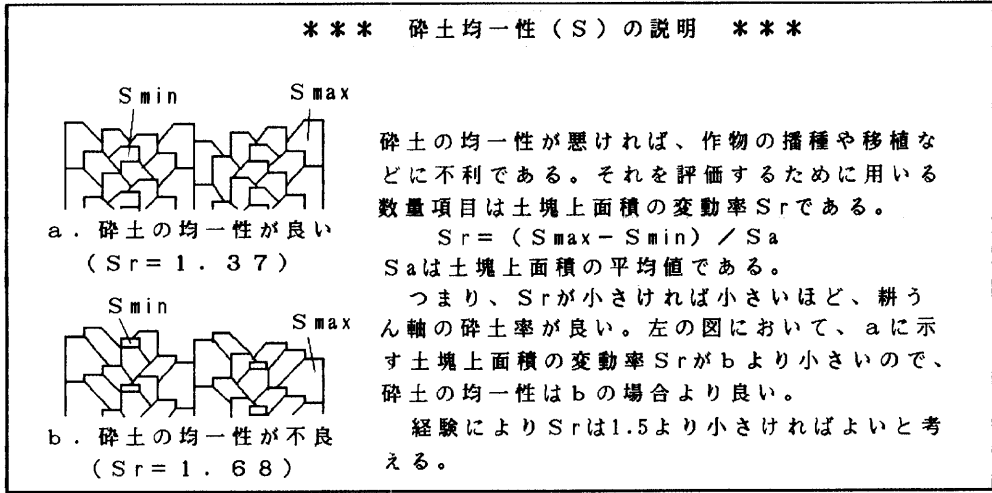 ＊＊＊　砕土均一性（Ｓ）の説明　＊＊＊
Ｓmin
Ｓmax
ａ．砕土の均一性が良い
（Ｓr＝１．３７）
Ｓmin
Ｓmax
ｂ．砕土の均一性が不良
（Ｓr＝１．６８）
砕土の均一性が悪ければ、作物の播種や移植な
どに不利である。それを評価するために用いる
数量項目は土塊上面積の変動率Ｓrである。
Ｓr＝（Ｓmax－Ｓmin）／Ｓa
Ｓaは土塊上面積の平均値である。
つまり、Ｓrが小さければ小さいほど、耕う
ん軸の砕土率が良い。左の図において、ａに示
す土塊上面積の変動率Ｓrがｂより小さいので、
砕土の均一性はｂの場合より良い。
経験によりＳrは1.5より小さければよいと考
える。